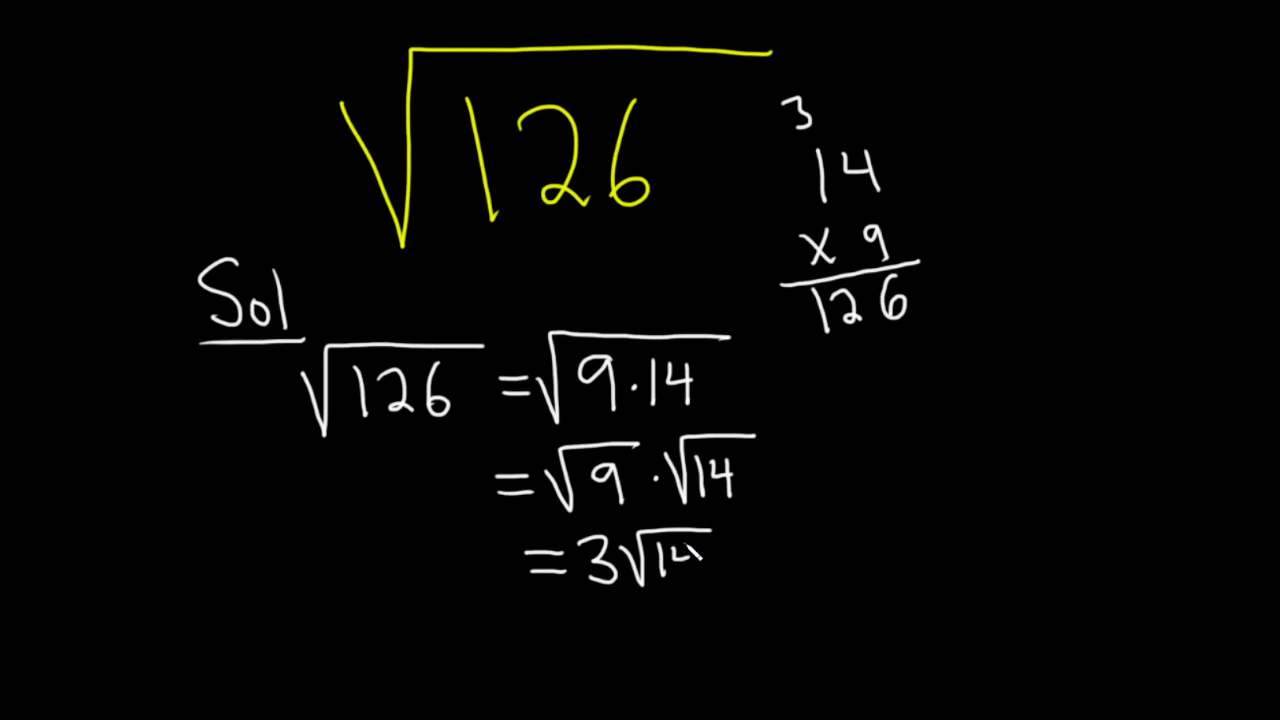 √126
3
14
x 9
126
Sol
√126 = √9·14
= √9 · √14
= 3√14